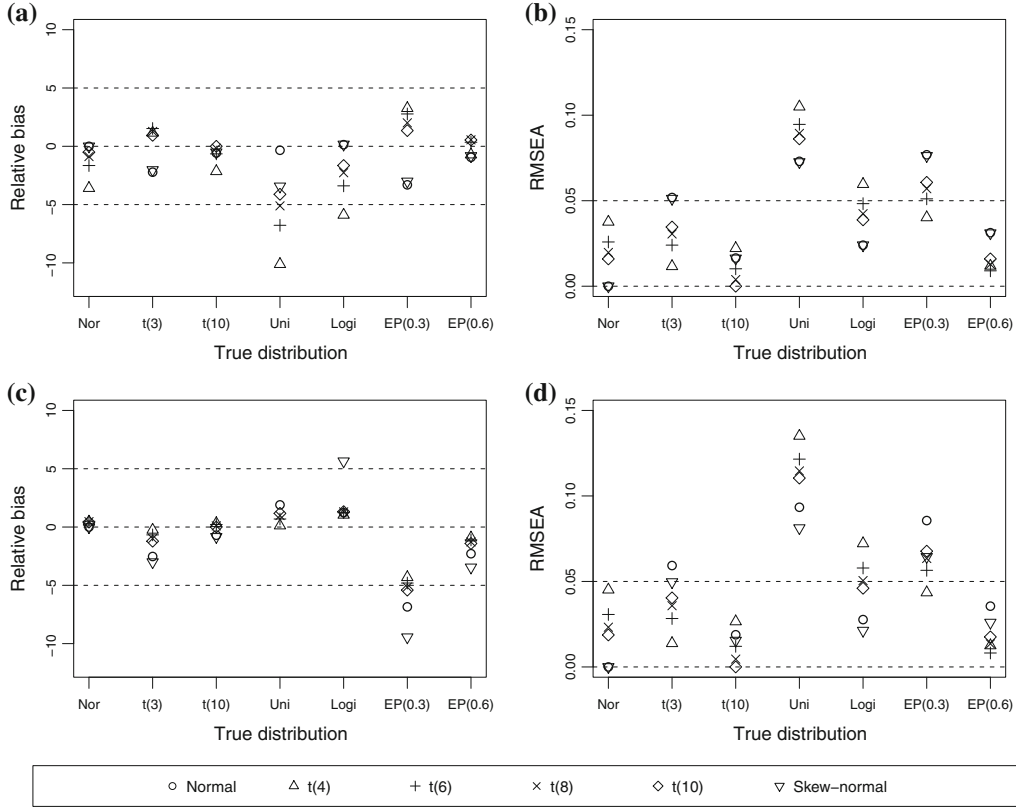 (a)
Relative bias
10
5
0
−5
−10
Nor t(3) t(10) Uni Logi EP(0.3) EP(0.6)
True distribution
(b)
RMSEA
0.15
0.10
0.05
0.00
Nor t(3) t(10) Uni Logi EP(0.3) EP(0.6)
True distribution
(c)
Relative bias
10
5
0
−5
−10
Nor t(3) t(10) Uni Logi EP(0.3) EP(0.6)
True distribution
(d)
RMSEA
0.15
0.10
0.05
0.00
Nor t(3) t(10) Uni Logi EP(0.3) EP(0.6)
True distribution
Normal t(4) t(6) t(8) t(10) Skew−normal